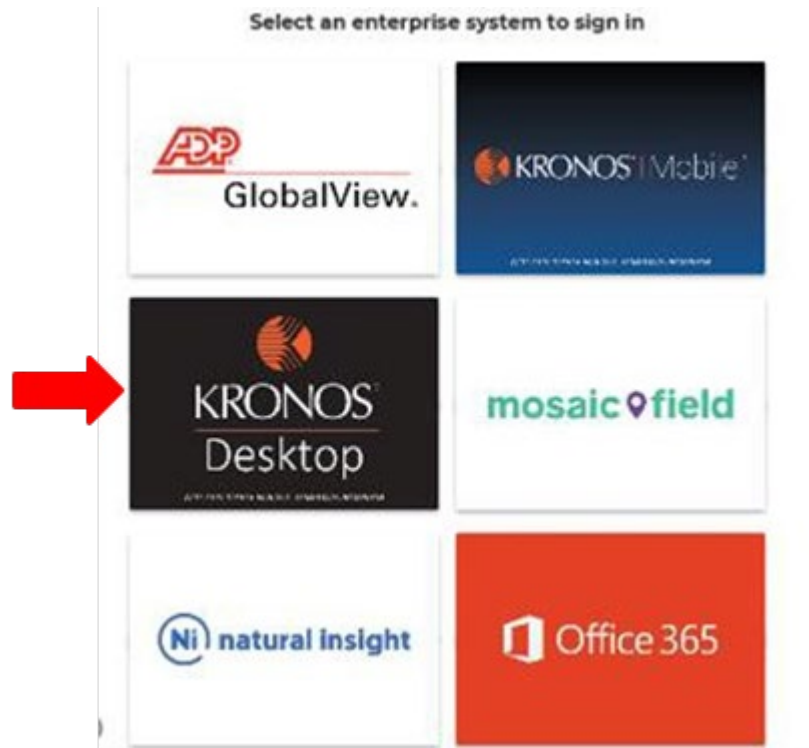 Select an enterprise system to sign in
ADP
GlobalView.
KRONOS | Mobile
KRONOS
Desktop
mosaic field
Ni natural insight
Office 365